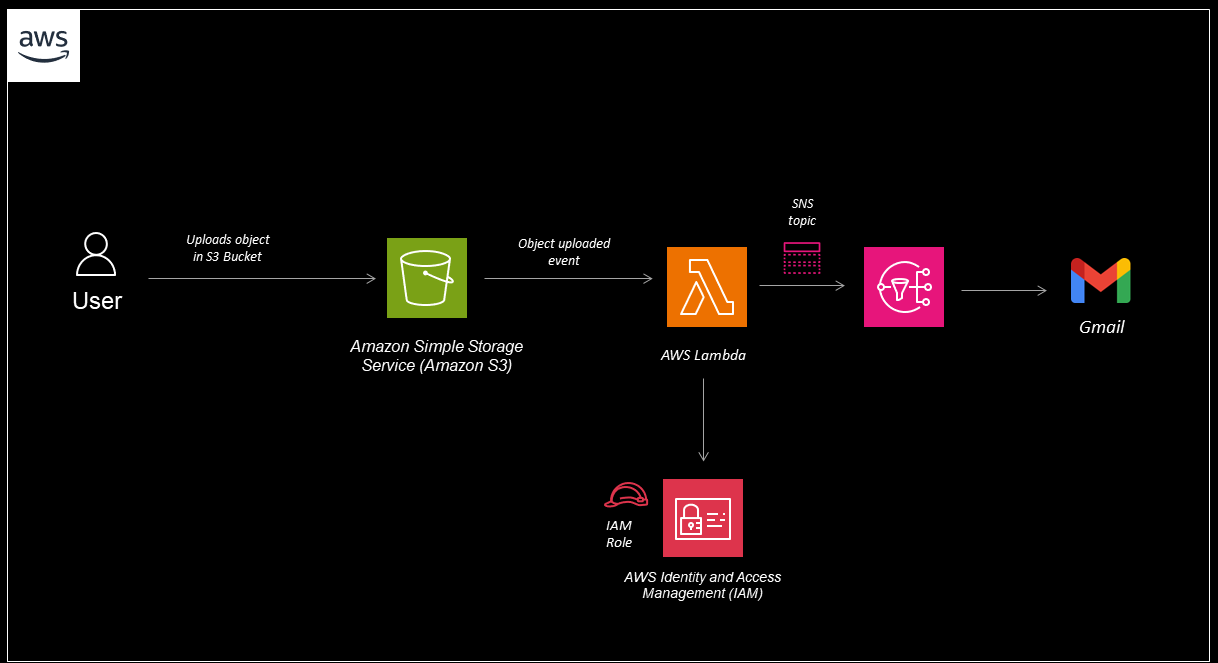 aws
Uploads object
in S3 Bucket
User
Amazon Simple Storage
Service (Amazon S3)
Object uploaded
event
AWS Lambda
SNS
topic
Gmail
IAM
Role
AWS Identity and Access
Management (IAM)